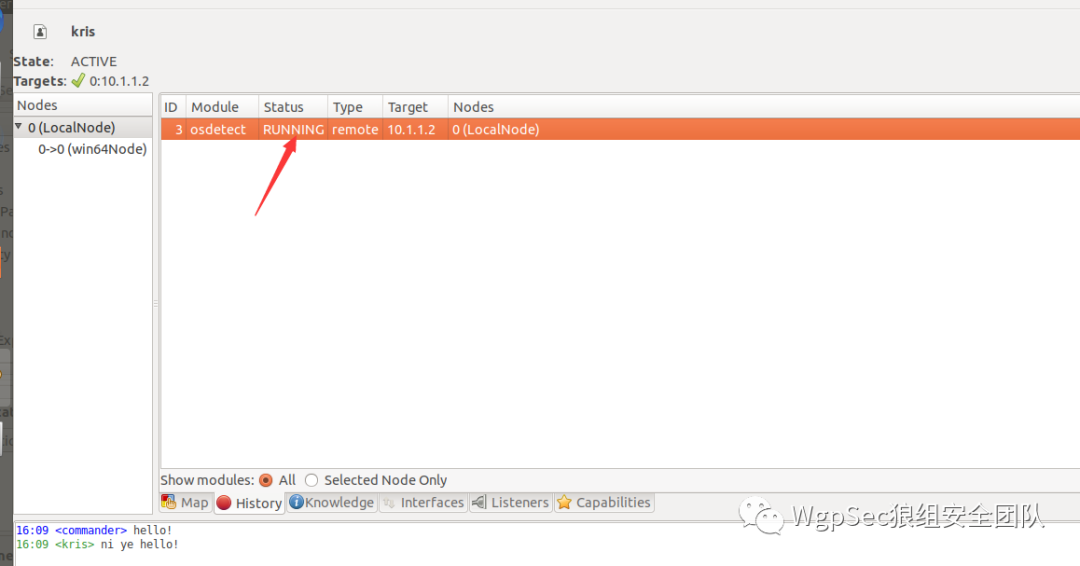 kris
State: ACTIVE
Targets: 0:10.1.1.2
Nodes
0 (LocalNode)
0->0 (win64Node)
ID Module Status Type Target Nodes
3 osdetect RUNNING remote 10.1.1.2 0 (LocalNode)
Show modules: All Selected Node Only
Map History Knowledge Interfaces Listeners Capabilities
WgpSec狼组安全团队
16:09 <commander> hello!
16:09 <kris> ni ye hello!